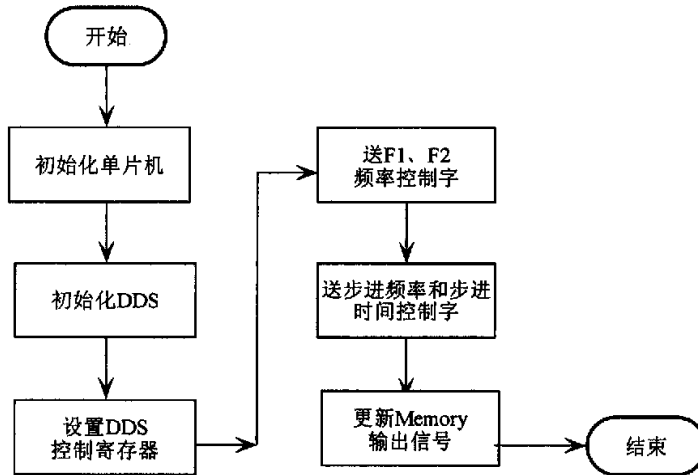 开始
初始化单片机
初始化DDS
设置DDS
控制寄存器
送F1、F2
频率控制字
送步进频率和步进
时间控制字
更新Memory
输出信号
结束